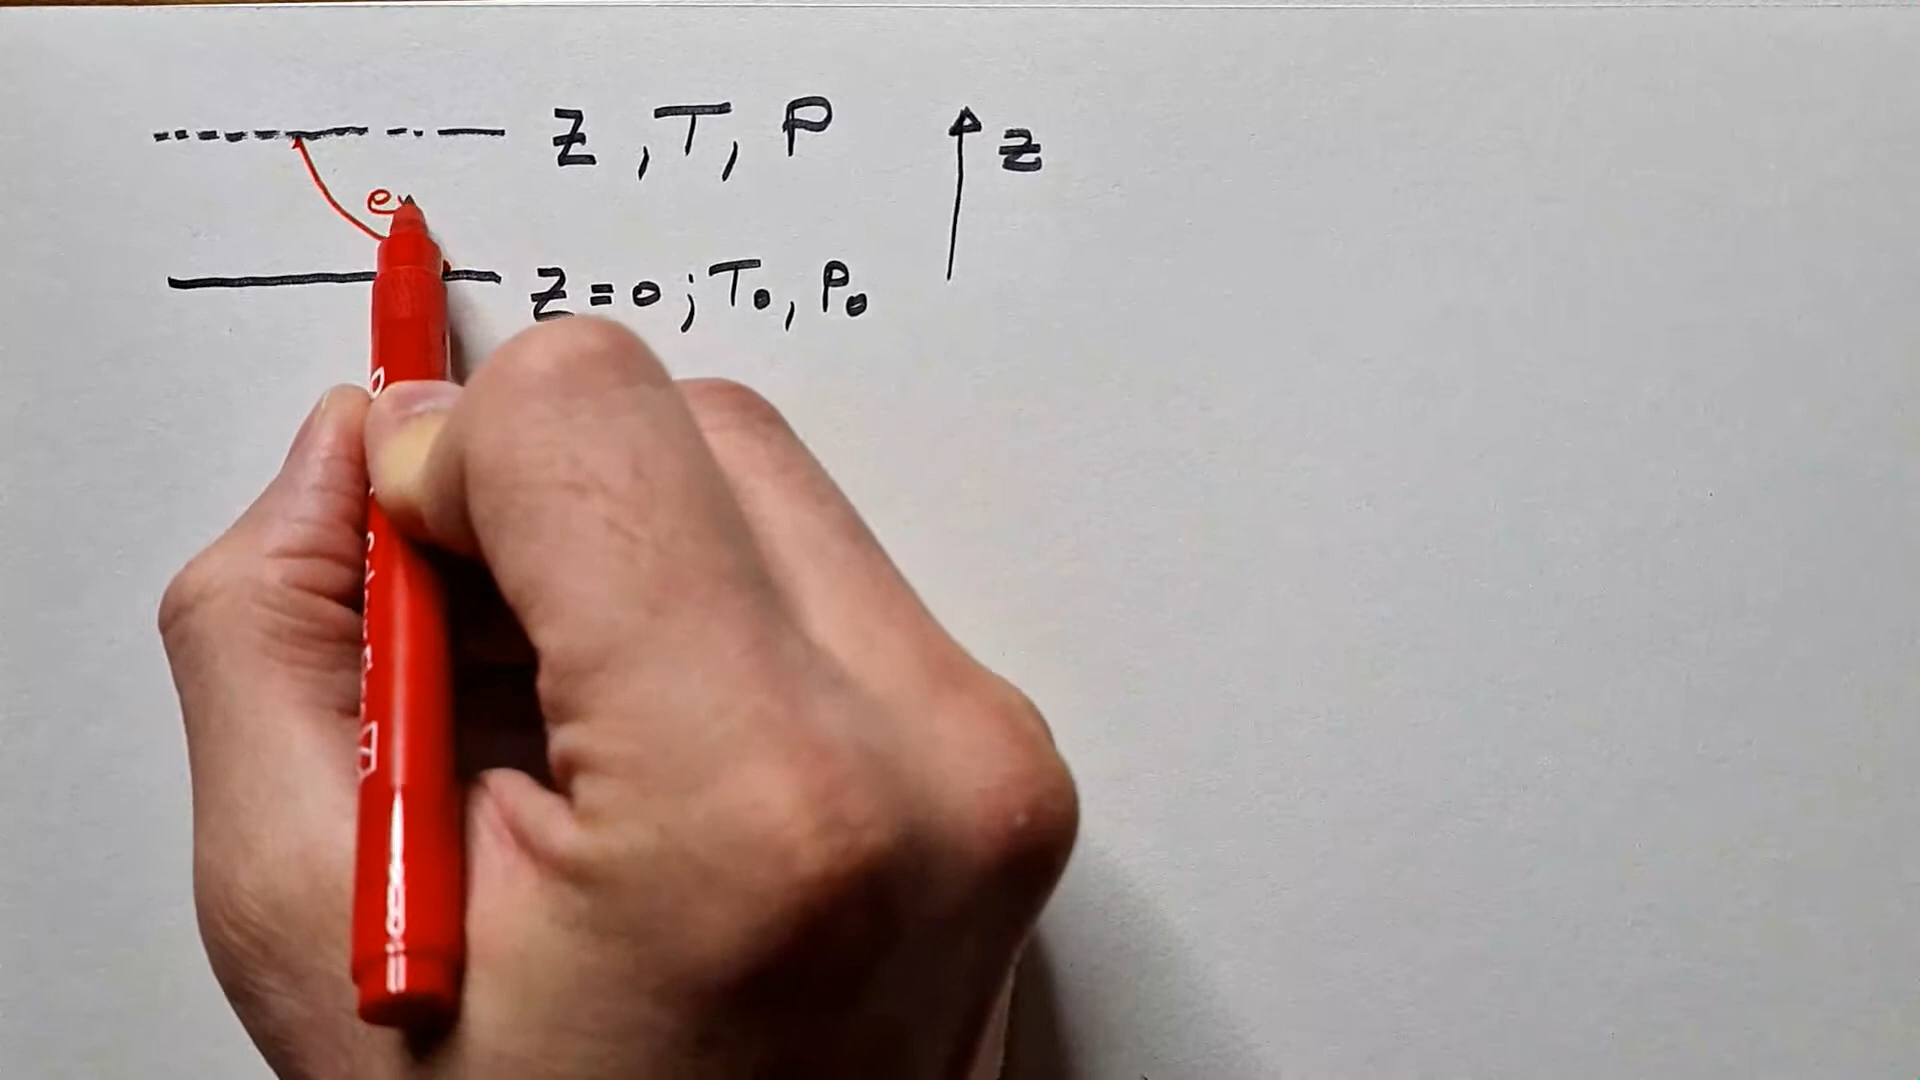 z , T, P
z
e
z = 0 ; T₀, P₀